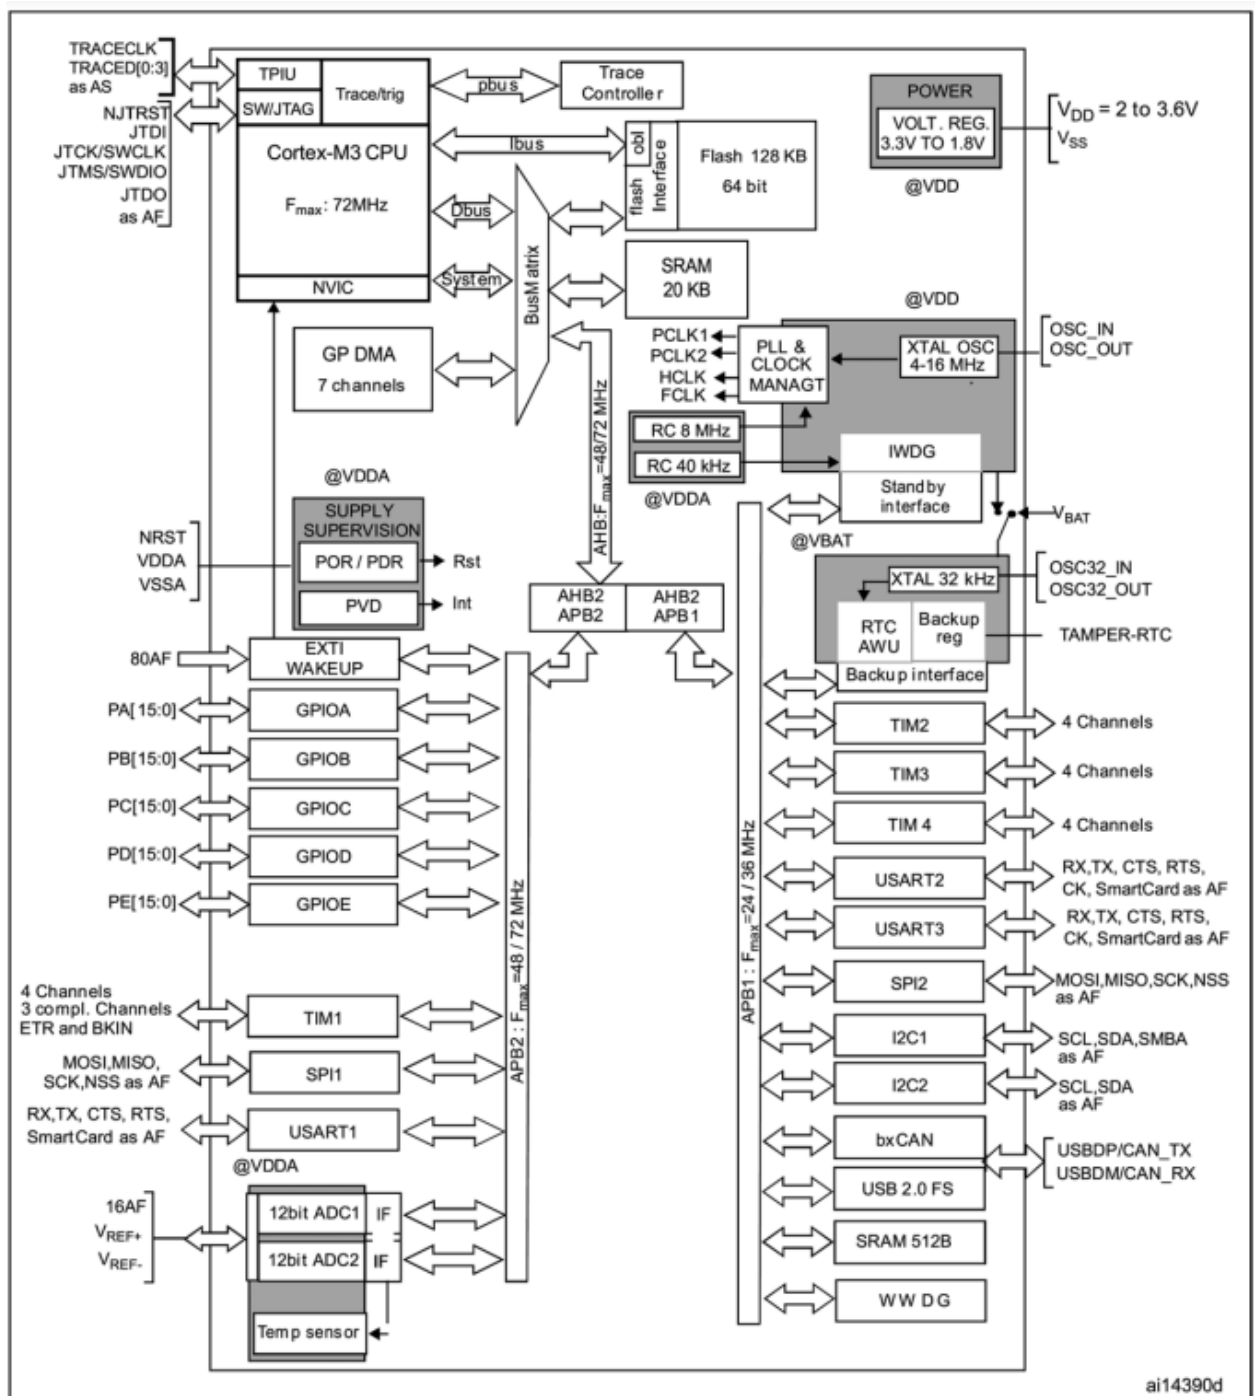 TRACECLK
TRACED[0:3]
as AS
NJTRST
JTDI
JTCK/SWCLK
JTMS/SWDIO
JTDO
as AF
TPIU
SW/JTAG
Trace/trig
Cortex-M3 CPU
Fmax: 72MHz
NVIC
pbus
Trace
Controller
Ibus
Dbus
System
BusMatrix
obl
flash
Interface
Flash 128 KB
64 bit
SRAM
20 KB
POWER
VOLT. REG.
3.3V TO 1.8V
@VDD
VDD = 2 to 3.6V
VSS
GP DMA
7 channels
@VDD
PCLK1
PCLK2
HCLK
FCLK
PLL &
CLOCK
MANAGT
XTAL OSC
4-16 MHz
OSC_IN
OSC_OUT
RC 8 MHz
RC 40 kHz
@VDDA
IWDG
Standby
interface
VBAT
@VBAT
AHB:Fmax=48/72 MHz
@VDDA
SUPPLY
SUPERVISION
NRST
VDDA
VSSA
POR / PDR
Rst
PVD
Int
AHB2
APB2
AHB2
APB1
XTAL 32 kHz
OSC32_IN
OSC32_OUT
RTC
AWU
Backup
reg
TAMPER-RTC
Backup interface
80AF
EXTI
WAKEUP
PA[15:0]
GPIOA
PB[15:0]
GPIOB
PC[15:0]
GPIOC
PD[15:0]
GPIOD
PE[15:0]
GPIOE
4 Channels
3 compl. Channels
ETR and BKIN
TIM1
MOSI,MISO,
SCK,NSS as AF
SPI1
RX,TX, CTS, RTS,
SmartCard as AF
USART1
@VDDA
16AF
VREF+
VREF-
12bit ADC1
IF
12bit ADC2
IF
Temp sensor
APB2 : Fmax=48 / 72 MHz
APB1 : Fmax=24 / 36 MHz
TIM2
4 Channels
TIM3
4 Channels
TIM 4
4 Channels
USART2
RX,TX, CTS, RTS,
CK, SmartCard as AF
USART3
RX,TX, CTS, RTS,
CK, SmartCard as AF
SPI2
MOSI,MISO,SCK,NSS
as AF
I2C1
SCL,SDA,SMBA
as AF
I2C2
SCL,SDA
as AF
bxCAN
USBDP/CAN_TX
USBDM/CAN_RX
USB 2.0 FS
SRAM 512B
WWDG
ai14390d